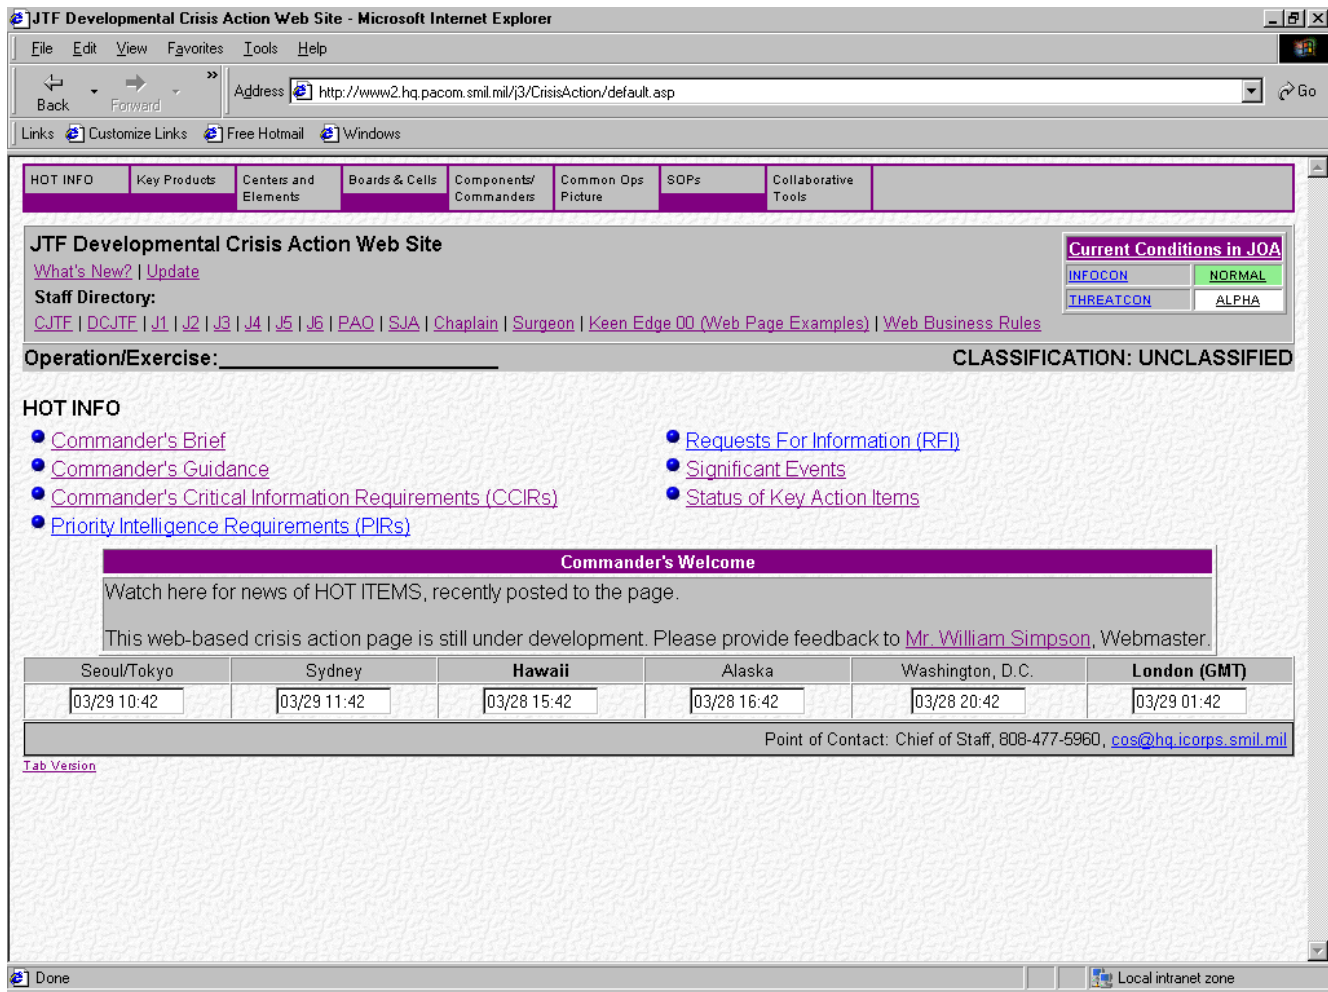 JTF Developmental Crisis Action Web Site - Microsoft Internet Explorer
File Edit View Favorites Tools Help
Back Forward » Address http://www2.hq.pacom.smil.mil/j3/CrisisAction/default.asp Go
Links Customize Links Free Hotmail Windows
HOT INFO Key Products Centers and Elements Boards & Cells Components/ Commanders Common Ops Picture SOPs Collaborative Tools
JTF Developmental Crisis Action Web Site
What's New? | Update
Staff Directory:
CJTF | DCJTF | J1 | J2 | J3 | J4 | J5 | J6 | PAO | SJA | Chaplain | Surgeon | Keen Edge 00 (Web Page Examples) | Web Business Rules
Current Conditions in JOA
INFOCON NORMAL
THREATCON ALPHA
Operation/Exercise:_________________________ CLASSIFICATION: UNCLASSIFIED
HOT INFO
Commander's Brief
Commander's Guidance
Commander's Critical Information Requirements (CCIRs)
Priority Intelligence Requirements (PIRs)
Requests For Information (RFI)
Significant Events
Status of Key Action Items
Commander's Welcome
Watch here for news of HOT ITEMS, recently posted to the page.
This web-based crisis action page is still under development. Please provide feedback to Mr. William Simpson, Webmaster.
Seoul/Tokyo Sydney Hawaii Alaska Washington, D.C. London (GMT)
03/29 10:42 03/29 11:42 03/28 15:42 03/28 16:42 03/28 20:42 03/29 01:42
Point of Contact: Chief of Staff, 808-477-5960, cos@hq.icorps.smil.mil
Tab Version
Done Local intranet zone